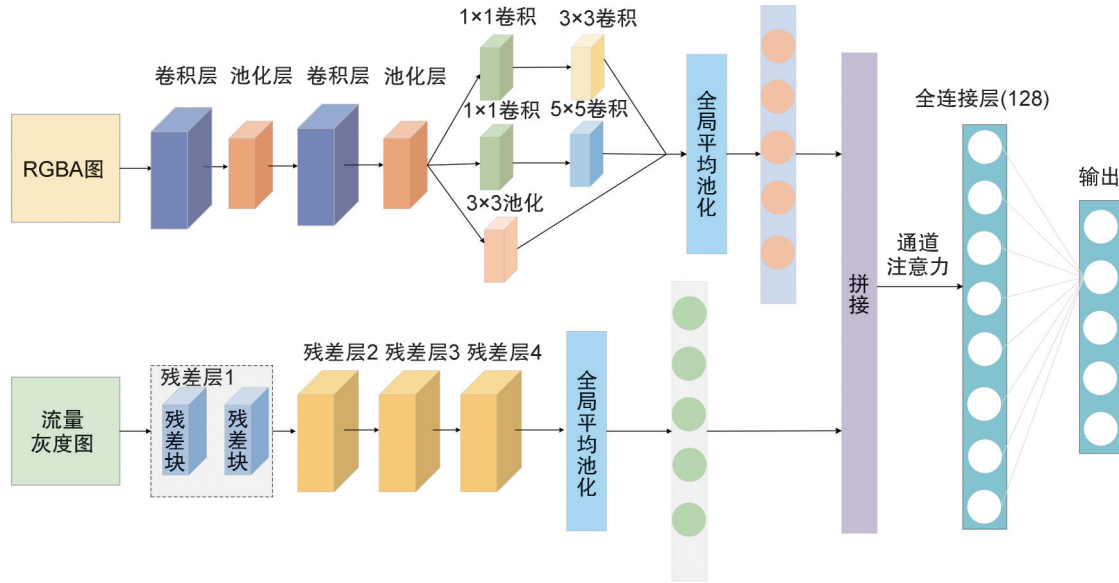 1×1卷积
3×3卷积
卷积层
池化层
卷积层
池化层
RGBA图
1×1卷积
5×5卷积
3×3池化
全局平均池化
全连接层(128)
输出
通道
注意力
拼接
流量
灰度图
残差层1
残差块
残差块
残差层2
残差层3
残差层4
全局平均池化